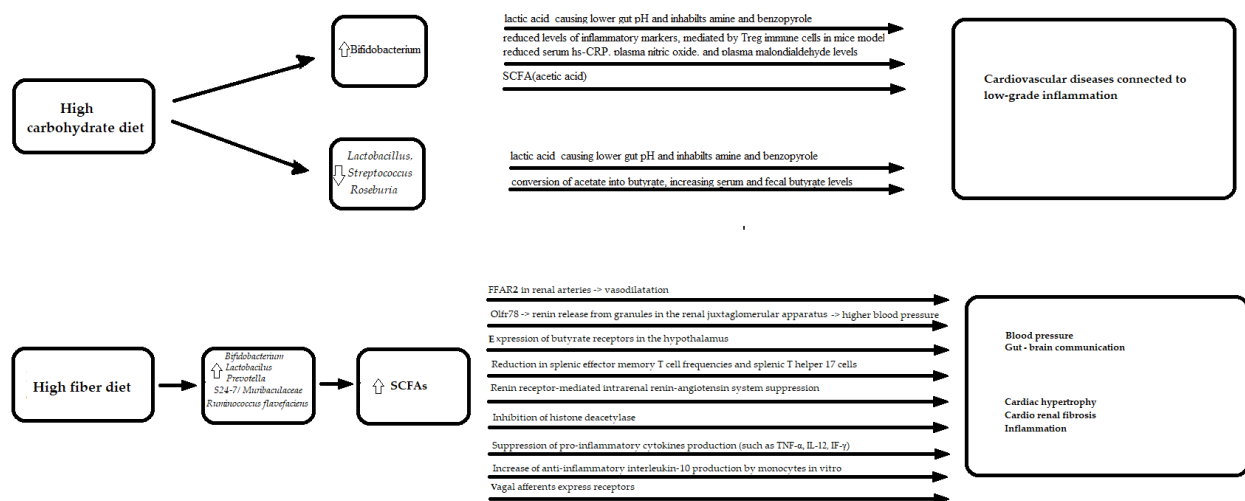 lactic acid causing lower gut pH and inhabilts amine and benzopyrole
reduced levels of inflammatory markers, mediated by Treg immune cells in mice model
reduced serum hs-CRP, plasma nitric oxide, and plasma malondialdehyde levels
SCFA(acetic acid)
Bifidobacterium
Cardiovascular diseases connected to
low-grade inflammation
High
carbohydrate diet
Lactobacillus.
Streptococcus
Roseburia
lactic acid causing lower gut pH and inhabilts amine and benzopyrole
conversion of acetate into butyrate, increasing serum and fecal butyrate levels
FFAR2 in renal arteries -> vasodilatation
Olfr78 -> renin release from granules in the renal juxtaglomerular apparatus -> higher blood pressure
Expression of butyrate receptors in the hypothalamus
Reduction in splenic effector memory T cell frequencies and splenic T helper 17 cells
Renin receptor-mediated intrarenal renin-angiotensin system suppression
Inhibition of histone deacetylase
Suppression of pro-inflammatory cytokines production (such as TNF-α, IL-12, IF-γ)
Increase of anti-inflammatory interleukin-10 production by monocytes in vitro
Vagal afferents express receptors
High fiber diet
Bifidobacterium
Lactobacilus
Prevotella
S24-7/ Muribaculaceae
Ruminococcus flavefaciens
SCFAs
Blood pressure
Gut - brain communication
Cardiac hypertrophy
Cardio renal fibrosis
Inflammation